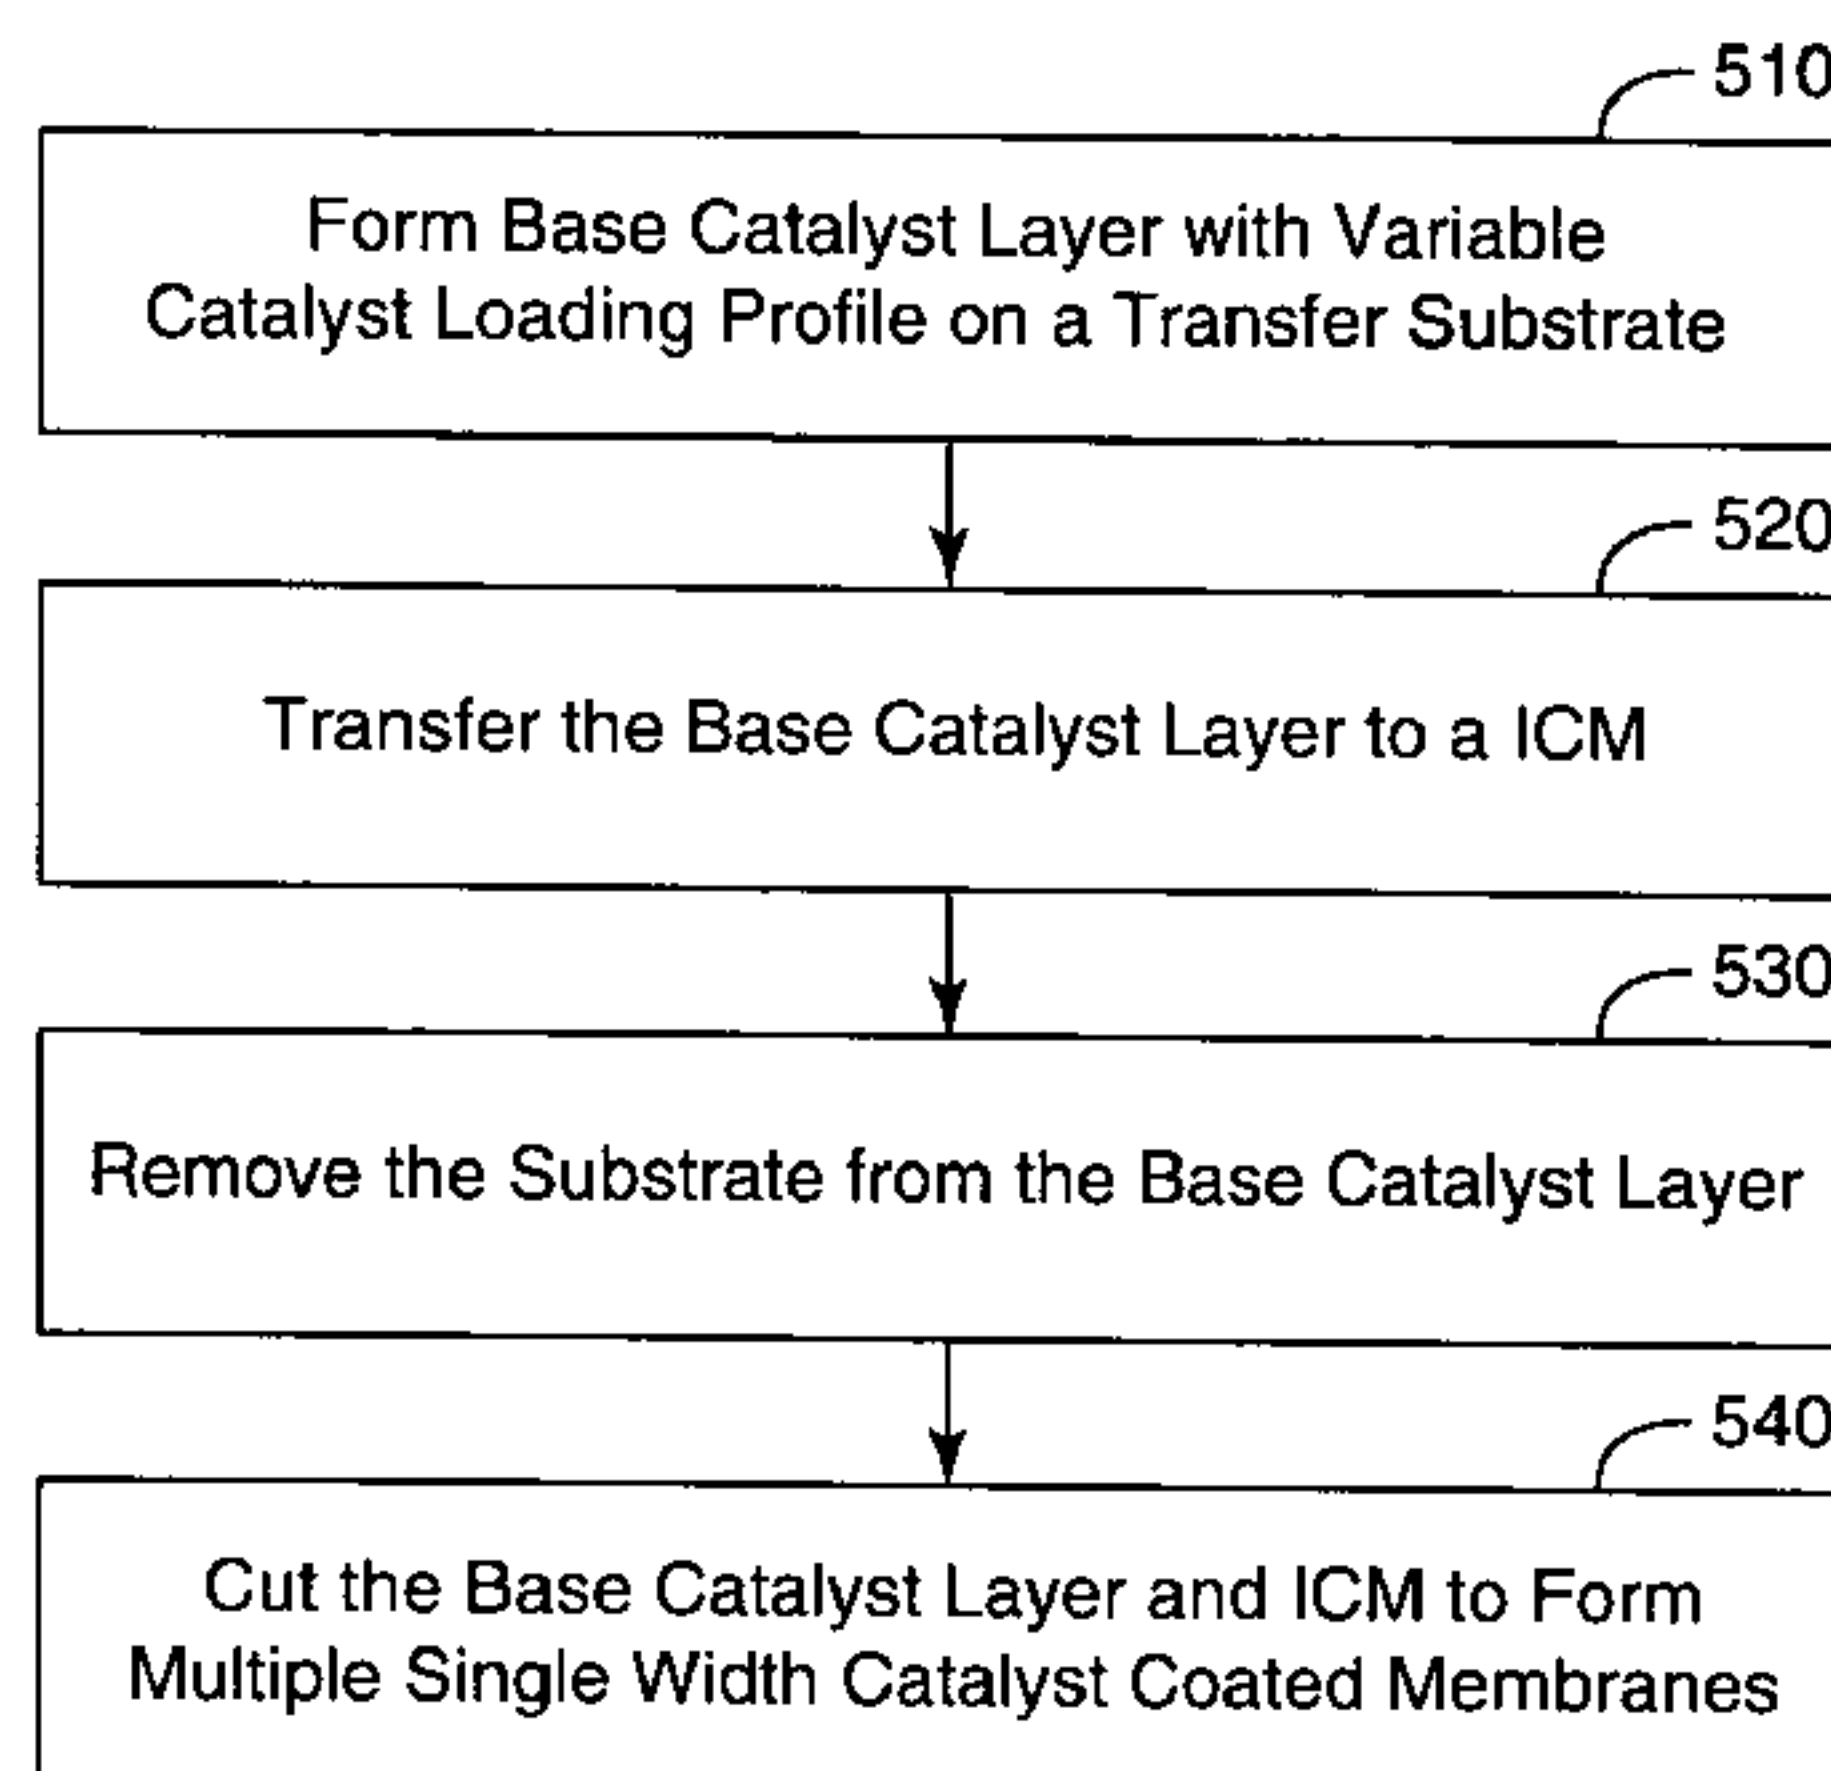 510
Form Base Catalyst Layer with Variable
Catalyst Loading Profile on a Transfer Substrate
520
Transfer the Base Catalyst Layer to a ICM
530
Remove the Substrate from the Base Catalyst Layer
540
Cut the Base Catalyst Layer and ICM to Form
Multiple Single Width Catalyst Coated Membranes